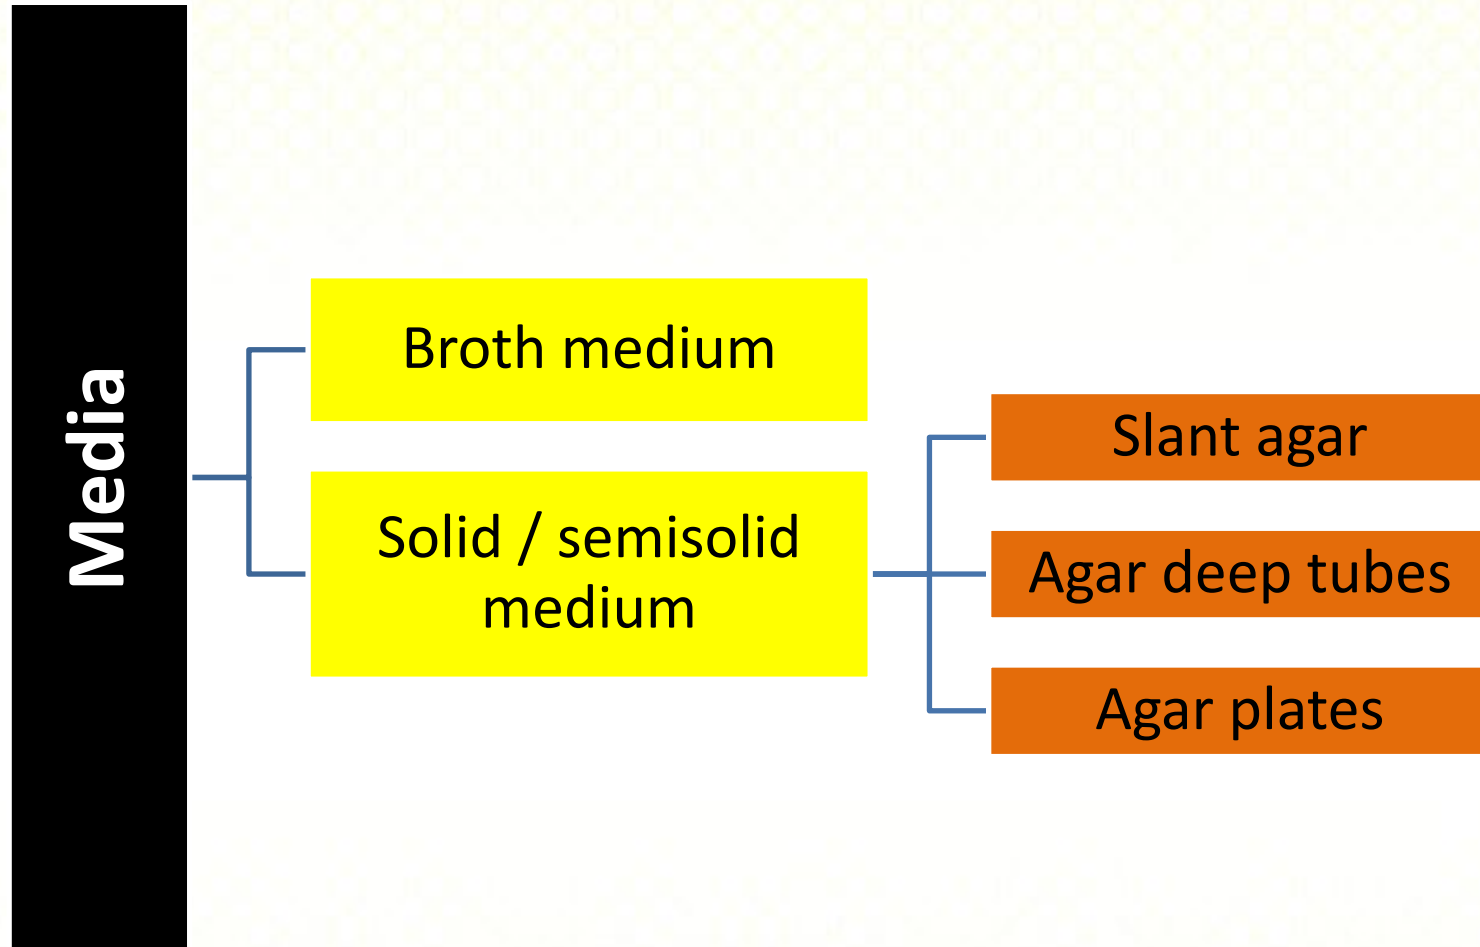 Media
Broth medium
Solid / semisolid
medium
Slant agar
Agar deep tubes
Agar plates